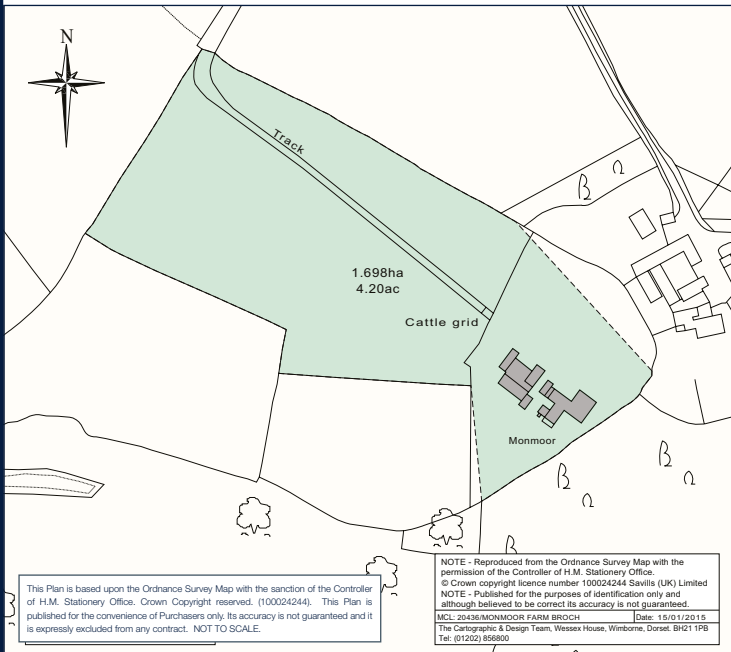 N
Track
1.698ha
4.20ac
Cattle grid
Monmoor
This Plan is based upon the Ordnance Survey Map with the sanction of the Controller
of H.M. Stationery Office. Crown Copyright reserved. (100024244). This Plan is
published for the convenience of Purchasers only. Its accuracy is not guaranteed and it
is expressly excluded from any contract. NOT TO SCALE.
NOTE - Reproduced from the Ordnance Survey Map with the
permission of the Controller of H.M. Stationery Office.
© Crown copyright licence number 100024244 Savills (UK) Limited
NOTE - Published for the purposes of identification only and
although believed to be correct its accuracy is not guaranteed.
MCL: 20436/MONMOOR FARM BROCH Date: 15/01/2015
The Cartographic & Design Team, Wessex House, Wimborne, Dorset. BH21 1PB
Tel: (01202) 856800